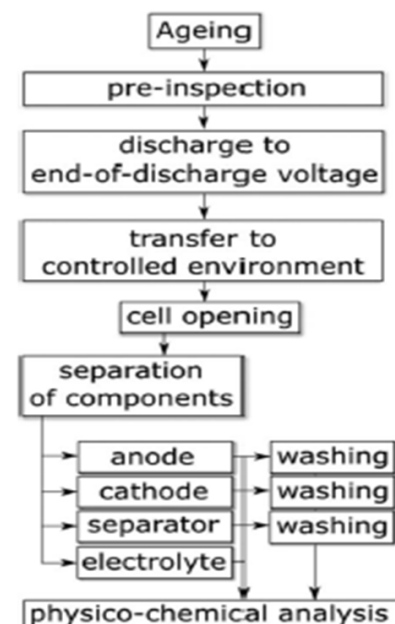 Ageing
pre-inspection
discharge to
end-of-discharge voltage
transfer to
controlled environment
cell opening
separation
of components
anode
washing
cathode
washing
separator
washing
electrolyte
physico-chemical analysis